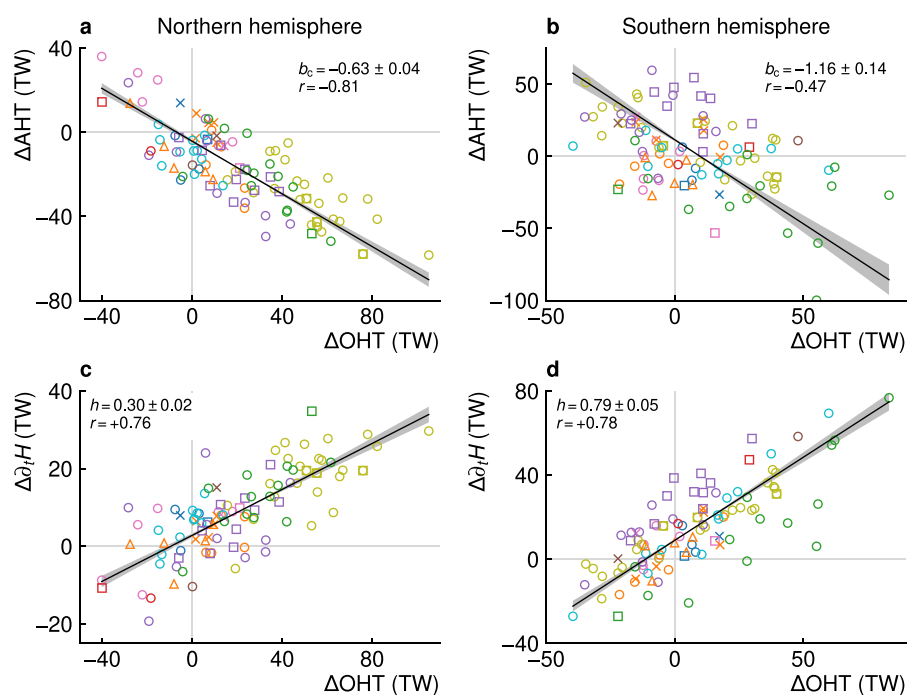 a Northern hemisphere
b Southern hemisphere
40
0
−40
−80
ΔAHT (TW)
b_c = −0.63 ± 0.04
r = −0.81
−40 0 40 80
ΔOHT (TW)
50
0
−50
−100
ΔAHT (TW)
b_c = −1.16 ± 0.14
r = −0.47
−50 0 50
ΔOHT (TW)
c
40
20
0
−20
Δ∂ₜH (TW)
h = 0.30 ± 0.02
r = +0.76
−40 0 40 80
ΔOHT (TW)
d
80
40
0
−40
Δ∂ₜH (TW)
h = 0.79 ± 0.05
r = +0.78
−50 0 50
ΔOHT (TW)